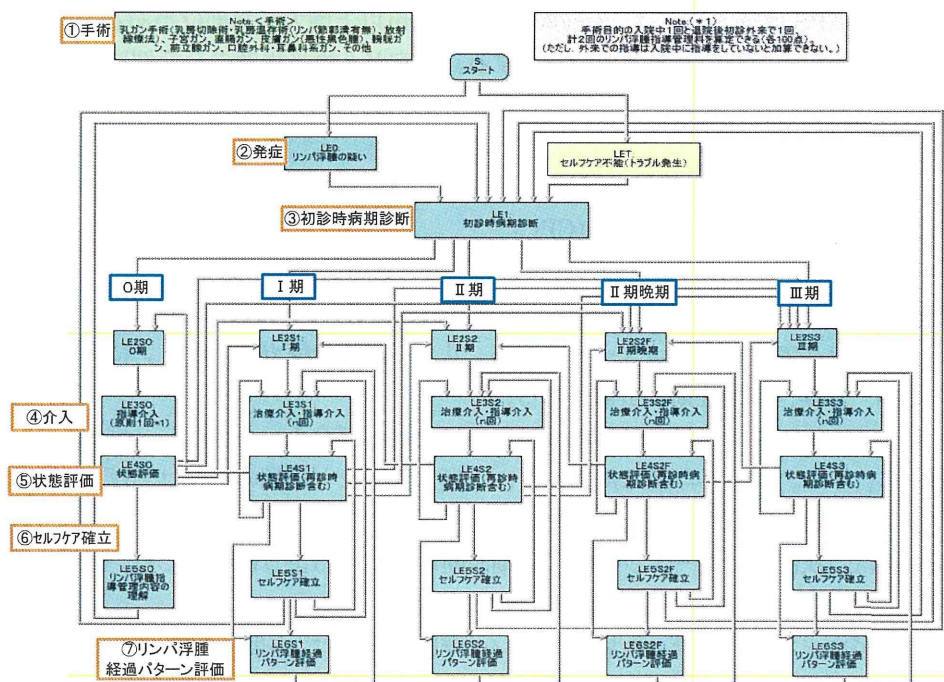 ①手術
Note:<手術>
乳ガン手術(乳房切除術・乳房温存術(リンパ節郭清有無)、放射
線療法)、子宮ガン、直腸ガン、皮膚ガン(悪性黒色腫)、膀胱ガ
ン、前立腺ガン、口腔外科・耳鼻科系ガン、その他
Note:(*1)
手術目的の入院中1回と退院後初診外来で1回、
計2回のリンパ浮腫指導管理料を算定できる(各100点)。
(ただし、外来での指導は入院中に指導をしていないと加算できない。)
S:
スタート
②発症
LE0:
リンパ浮腫の疑い
LET:
セルフケア不能(トラブル発生)
③初診時病期診断
LE1:
初診時病期診断
0期
Ⅰ期
Ⅱ期
Ⅱ期晩期
Ⅲ期
LE2S0:
0期
LE2S1:
Ⅰ期
LE2S2:
Ⅱ期
LE2S2F:
Ⅱ期晩期
LE2S3:
Ⅲ期
④介入
LE3S0:
指導介入
(原則1回*1)
LE3S1:
治療介入・指導介入
(n回)
LE3S2:
治療介入・指導介入
(n回)
LE3S2F:
治療介入・指導介入
(n回)
LE3S3:
治療介入・指導介入
(n回)
⑤状態評価
LE4S0:
状態評価
LE4S1:
状態評価(再診時
病期診断含む)
LE4S2:
状態評価(再診時
病期診断含む)
LE4S2F:
状態評価(再診時病
期診断含む)
LE4S3:
状態評価(再診時病
期診断含む)
⑥セルフケア確立
LE5S0:
リンパ浮腫指
導管理内容の
理解
LE5S1:
セルフケア確立
LE5S2:
セルフケア確立
LE5S2F:
セルフケア確立
LE5S3:
セルフケア確立
⑦リンパ浮腫
経過パターン評価
LE6S1:
リンパ浮腫経過
パターン評価
LE6S2:
リンパ浮腫経過
パターン評価
LE6S2F:
リンパ浮腫経過
パターン評価
LE6S3:
リンパ浮腫経過
パターン評価